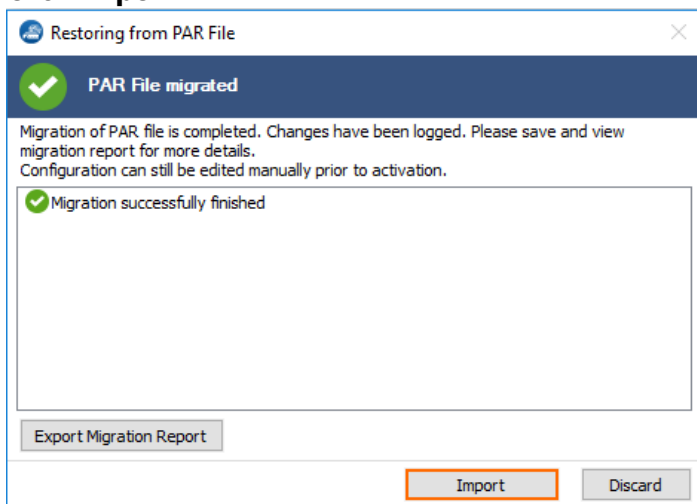 Restoring from PAR File
PAR File migrated
Migration of PAR file is completed. Changes have been logged. Please save and view
migration report for more details.
Configuration can still be edited manually prior to activation.
Migration successfully finished
Export Migration Report
Import Discard